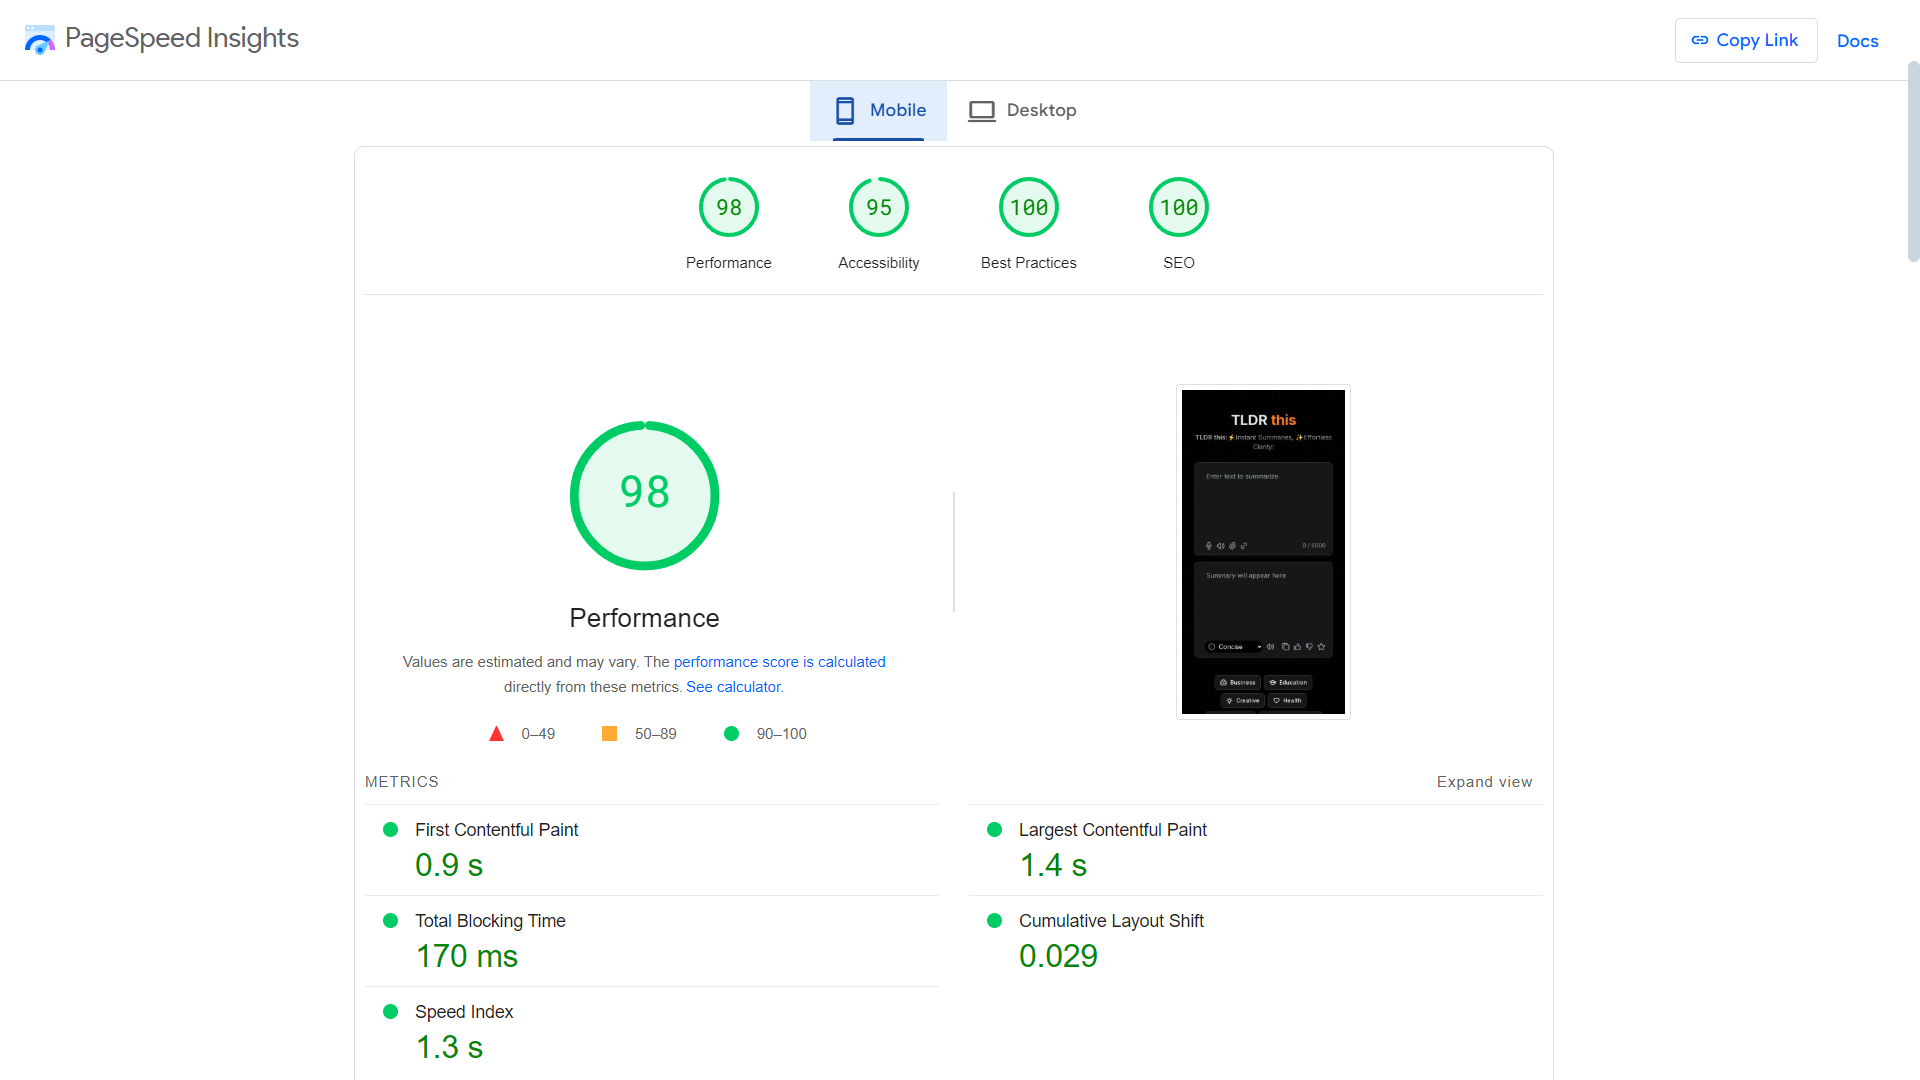 PageSpeed Insights
Copy Link
Docs
Mobile
Desktop
98
95
100
100
Performance
Accessibility
Best Practices
SEO
98
Performance
Values are estimated and may vary. The performance score is calculated
directly from these metrics. See calculator.
0–49
50–89
90–100
TLDR this
TLDR this:⚡Instant Summaries, ✨Effortless
Clarity!
Enter text to summarize
0 / 6000
Summary will appear here
Concise
Business
Education
Creative
Health
METRICS
Expand view
First Contentful Paint
0.9 s
Largest Contentful Paint
1.4 s
Total Blocking Time
170 ms
Cumulative Layout Shift
0.029
Speed Index
1.3 s